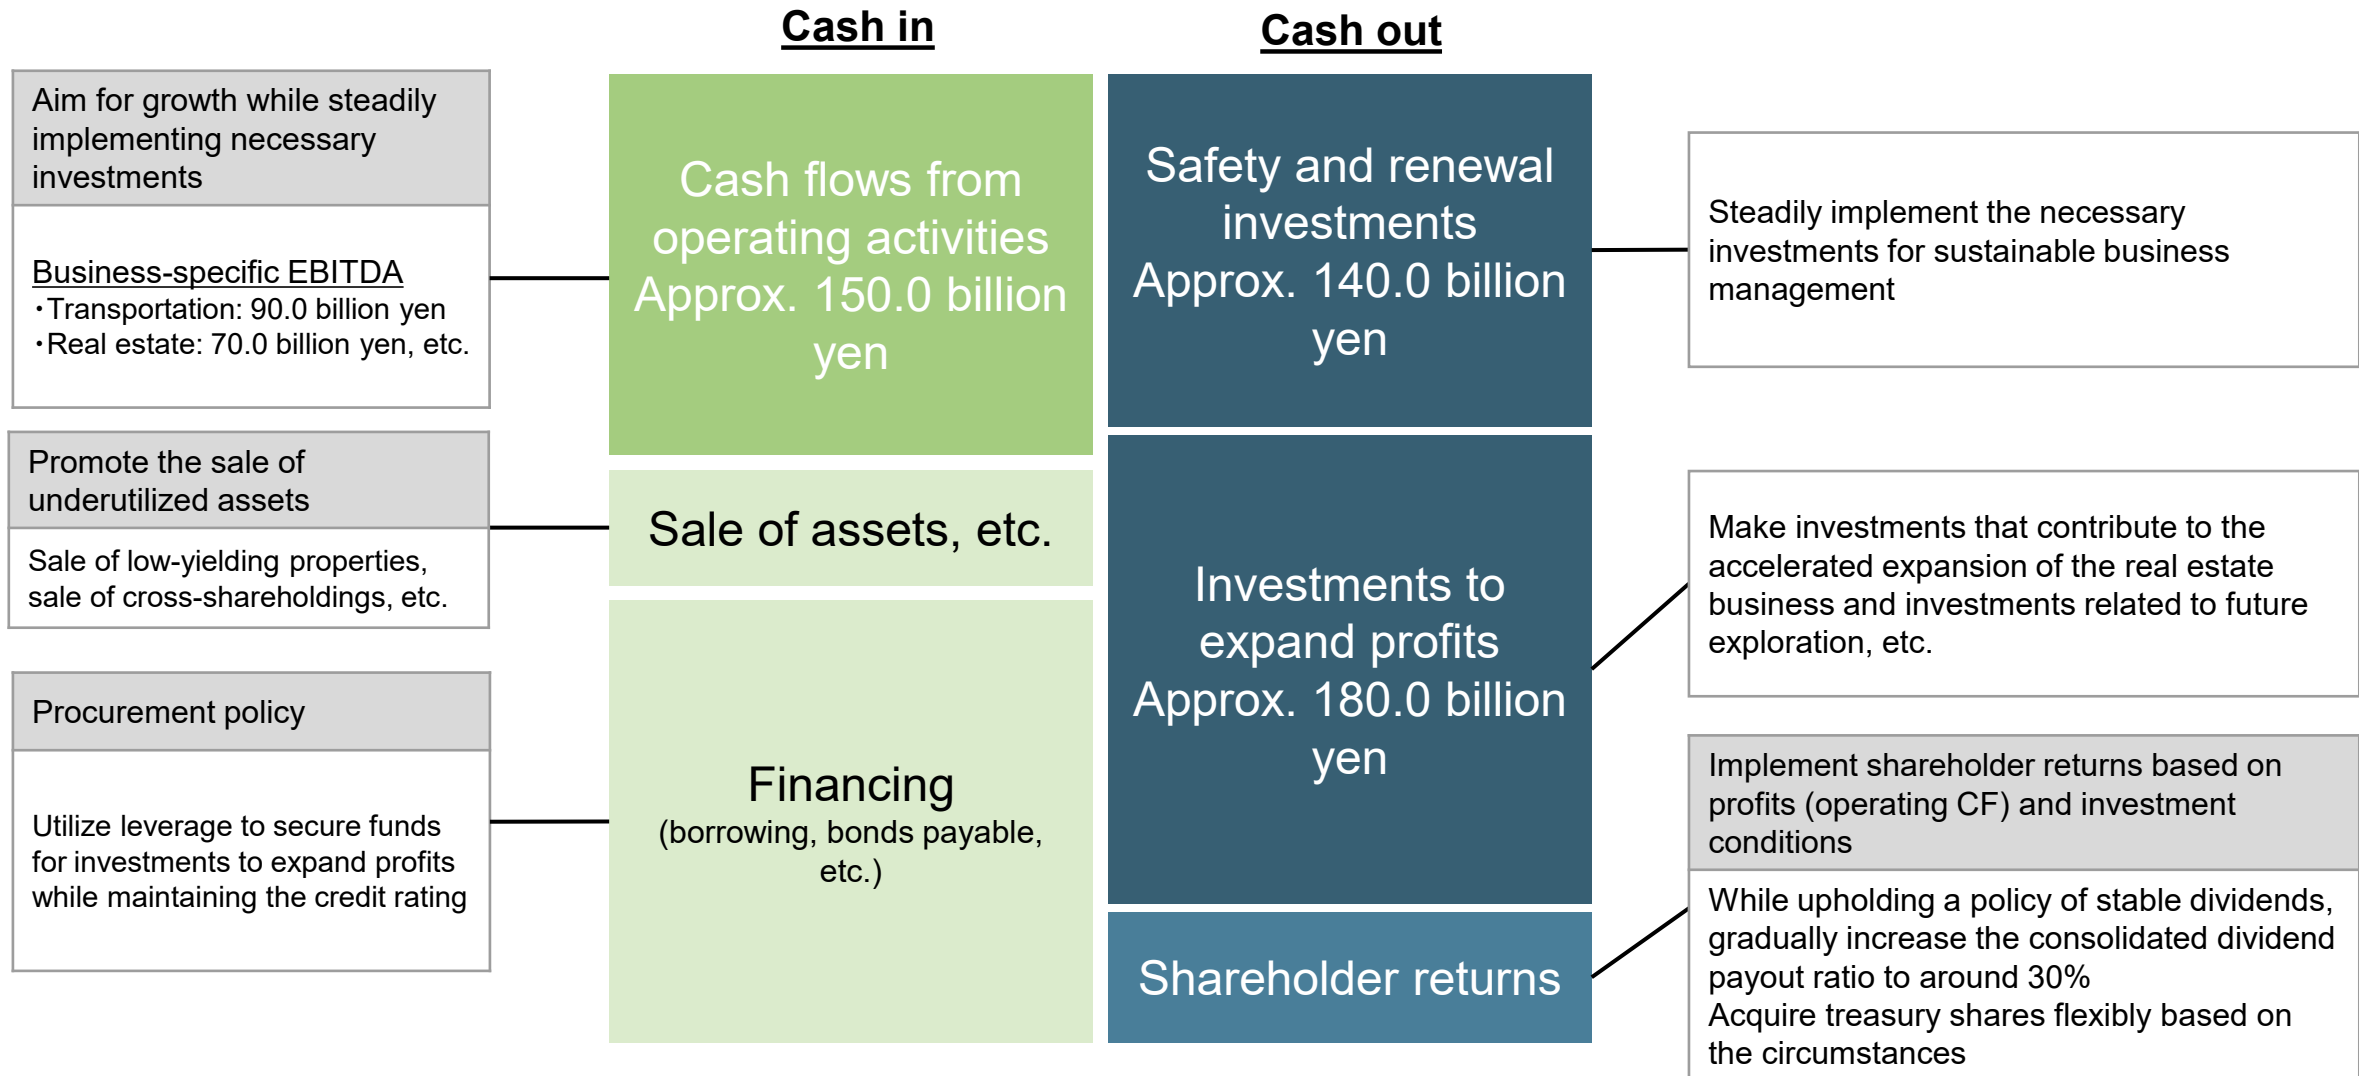 Cash in
Cash out
Aim for growth while steadily
implementing necessary
investments
Business-specific EBITDA
・Transportation: 90.0 billion yen
・Real estate: 70.0 billion yen, etc.
Cash flows from
operating activities
Approx. 150.0 billion
yen
Safety and renewal
investments
Approx. 140.0 billion
yen
Steadily implement the necessary
investments for sustainable business
management
Promote the sale of
underutilized assets
Sale of low-yielding properties,
sale of cross-shareholdings, etc.
Sale of assets, etc.
Investments to
expand profits
Approx. 180.0 billion
yen
Make investments that contribute to the
accelerated expansion of the real estate
business and investments related to future
exploration, etc.
Procurement policy
Utilize leverage to secure funds
for investments to expand profits
while maintaining the credit rating
Financing
(borrowing, bonds payable,
etc.)
Shareholder returns
Implement shareholder returns based on
profits (operating CF) and investment
conditions
While upholding a policy of stable dividends,
gradually increase the consolidated dividend
payout ratio to around 30%
Acquire treasury shares flexibly based on
the circumstances